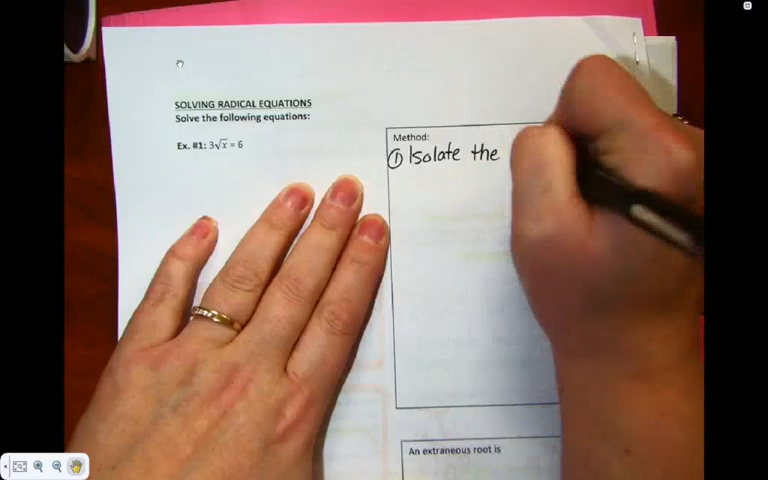 SOLVING RADICAL EQUATIONS
Solve the following equations:
Ex. #1: 3√x = 6
Method:
① Isolate the
An extraneous root is